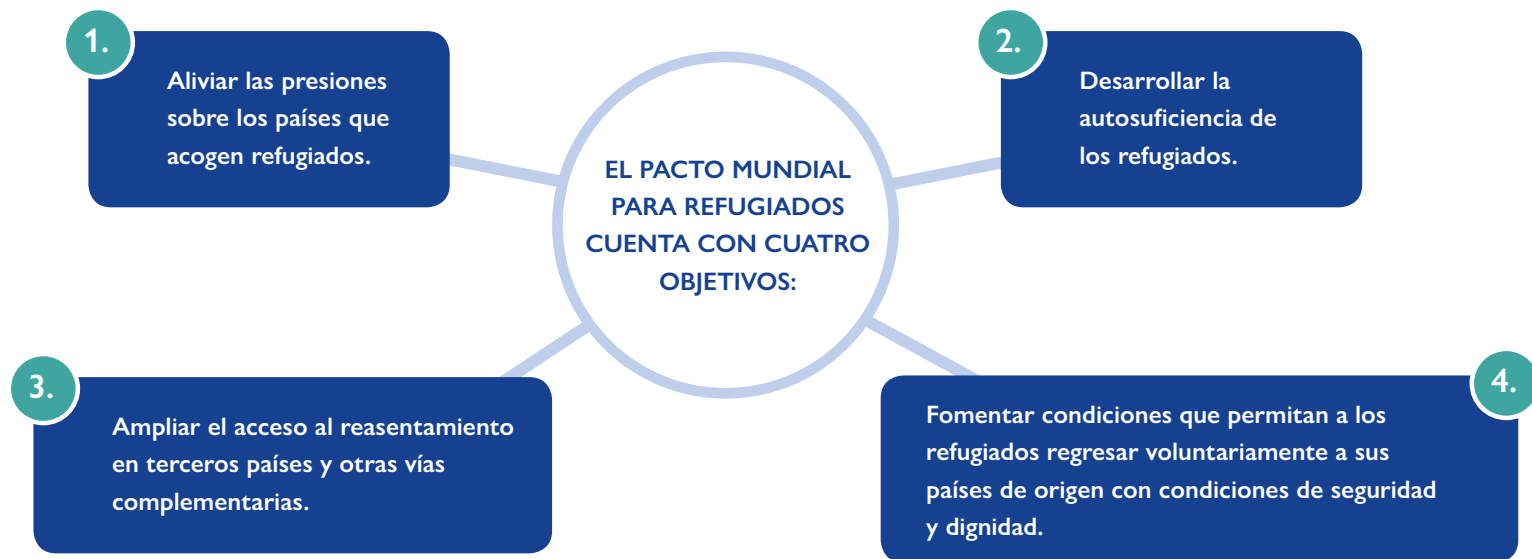 EL PACTO MUNDIAL
PARA REFUGIADOS
CUENTA CON CUATRO
OBJETIVOS:
1.
Aliviar las presiones
sobre los países que
acogen refugiados.
2.
Desarrollar la
autosuficiencia de
los refugiados.
3.
Ampliar el acceso al reasentamiento
en terceros países y otras vías
complementarias.
4.
Fomentar condiciones que permitan a los
refugiados regresar voluntariamente a sus
países de origen con condiciones de seguridad
y dignidad.